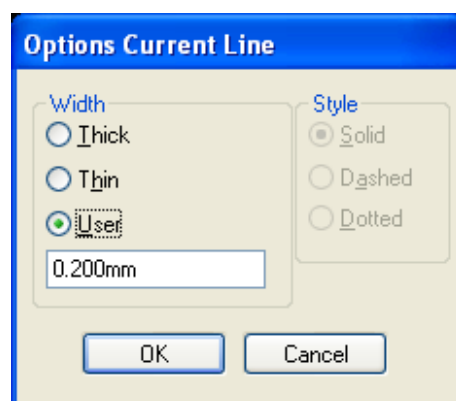 Options Current Line
Width
Thick
Thin
User
0.200mm
Style
Solid
Dashed
Dotted
OK
Cancel